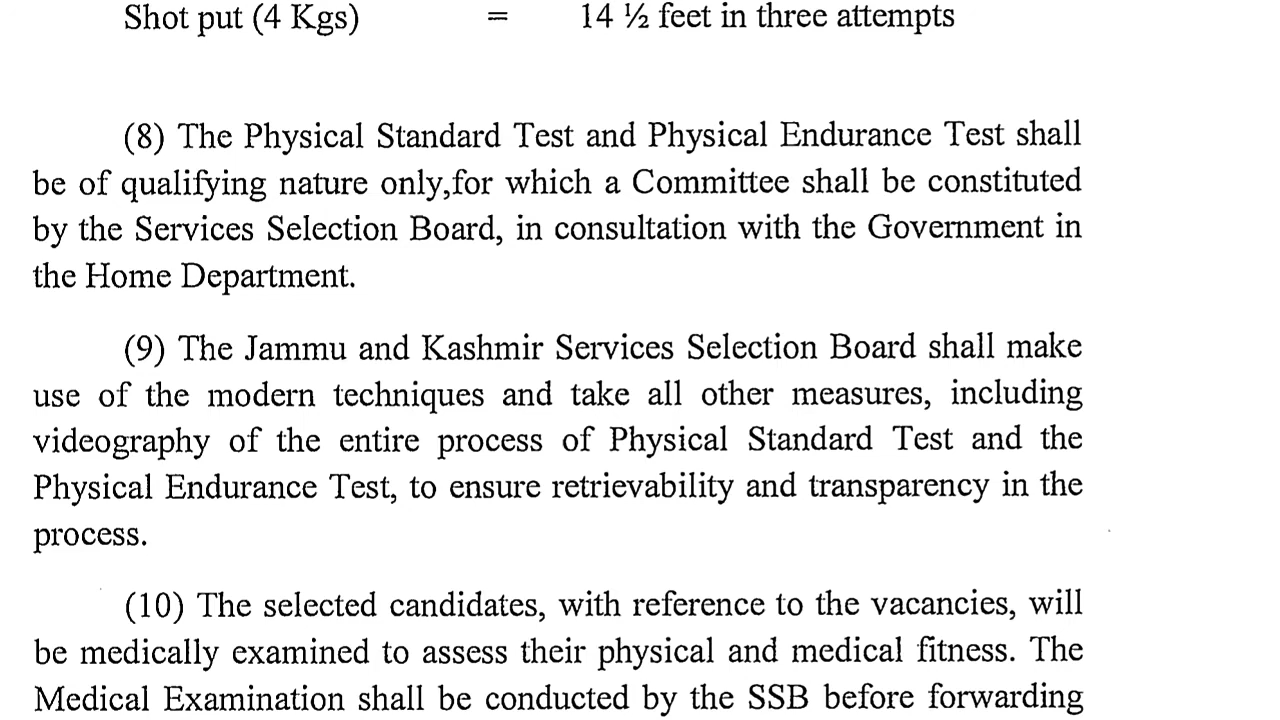 Shot put (4 Kgs) = 14 ½ feet in three attempts
(8) The Physical Standard Test and Physical Endurance Test shall
be of qualifying nature only,for which a Committee shall be constituted
by the Services Selection Board, in consultation with the Government in
the Home Department.
(9) The Jammu and Kashmir Services Selection Board shall make
use of the modern techniques and take all other measures, including
videography of the entire process of Physical Standard Test and the
Physical Endurance Test, to ensure retrievability and transparency in the
process.
(10) The selected candidates, with reference to the vacancies, will
be medically examined to assess their physical and medical fitness. The
Medical Examination shall be conducted by the SSB before forwarding